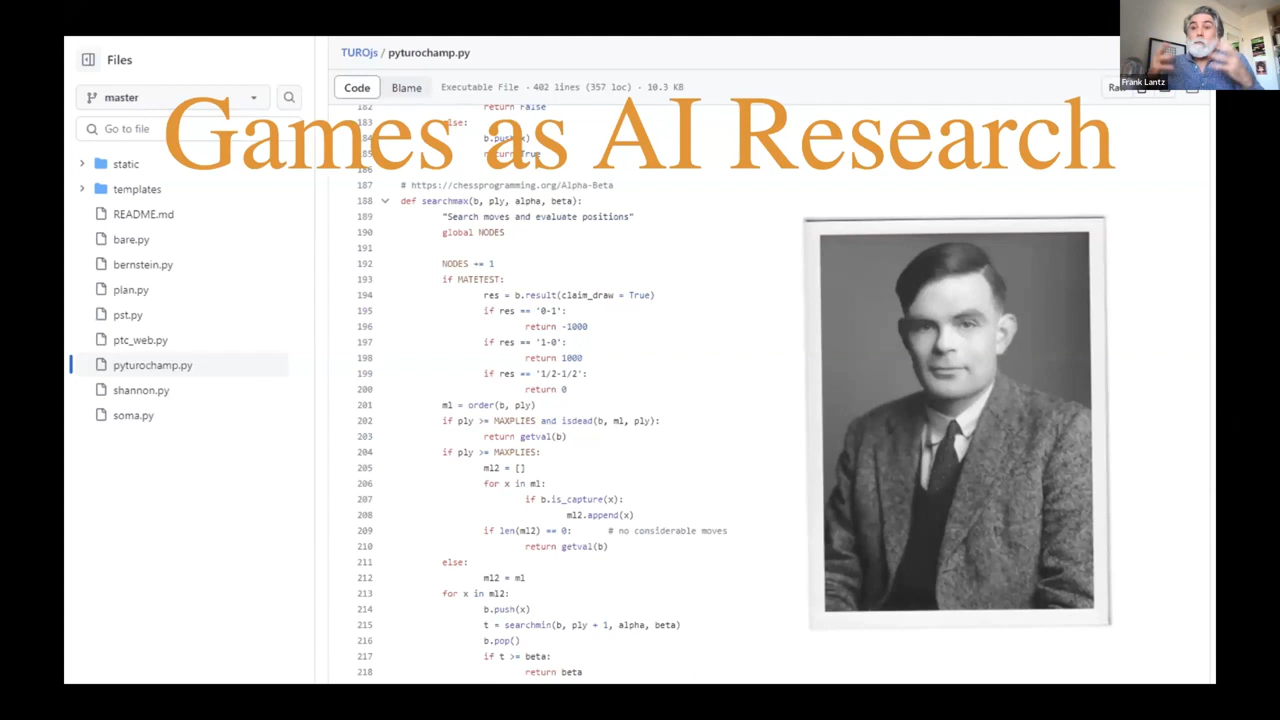 Frank Lantz
Games as AI Research
Files
master
Go to file
static
templates
README.md
bare.py
bernstein.py
plan.py
pst.py
ptc_web.py
pyturochamp.py
shannon.py
soma.py
TUROjs / pyturochamp.py
Code Blame Executable File · 402 lines (357 loc) · 10.3 KB
182 return False
183 else:
184 b.push(x)
185 return True
186
187 # https://chessprogramming.org/Alpha-Beta
188 def searchmax(b, ply, alpha, beta):
189 "Search moves and evaluate positions"
190 global NODES
191
192 NODES += 1
193 if MATETEST:
194 res = b.result(claim_draw = True)
195 if res == '0-1':
196 return -1000
197 if res == '1-0':
198 return 1000
199 if res == '1/2-1/2':
200 return 0
201 ml = order(b, ply)
202 if ply >= MAXPLIES and isdead(b, ml, ply):
203 return getval(b)
204 if ply >= MAXPLIES:
205 ml2 = []
206 for x in ml:
207 if b.is_capture(x):
208 ml2.append(x)
209 if len(ml2) == 0: # no considerable moves
210 return getval(b)
211 else:
212 ml2 = ml
213 for x in ml2:
214 b.push(x)
215 t = searchmin(b, ply + 1, alpha, beta)
216 b.pop()
217 if t >= beta:
218 return beta